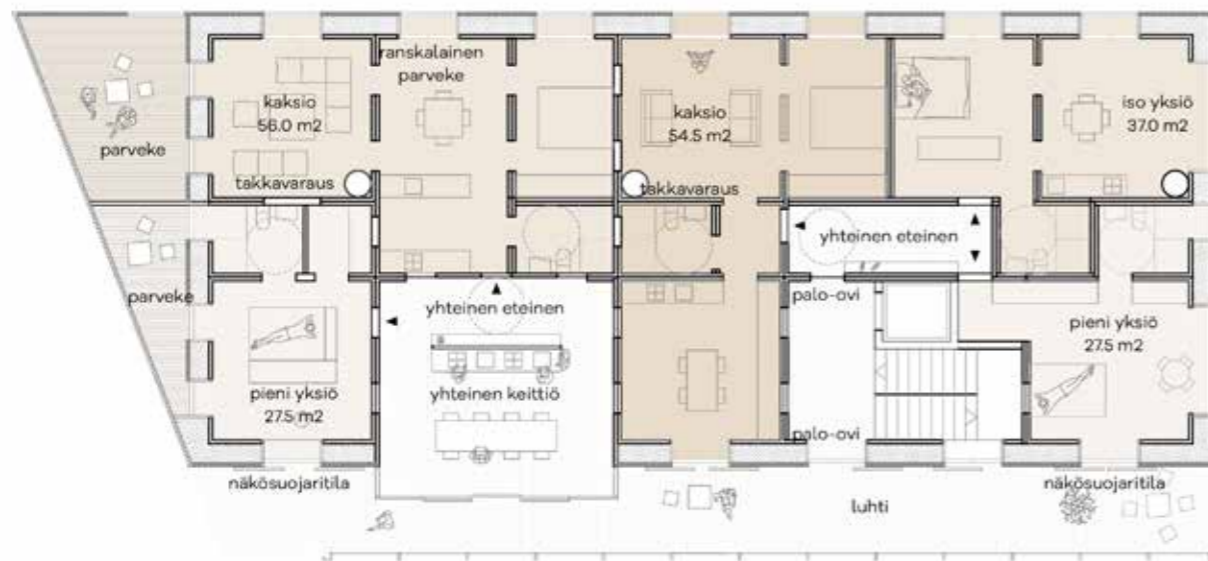 ranskalainen
parveke
kaksio
56.0 m2
kaksio
54.5 m2
iso yksiö
37.0 m2
parveke
takkavaraus
takkavaraus
yhteinen eteinen
parveke
yhteinen eteinen
palo-ovi
pieni yksiö
27.5 m2
pieni yksiö
27.5 m2
yhteinen keittiö
palo-ovi
näkösuojaritila
näkösuojaritila
luhti